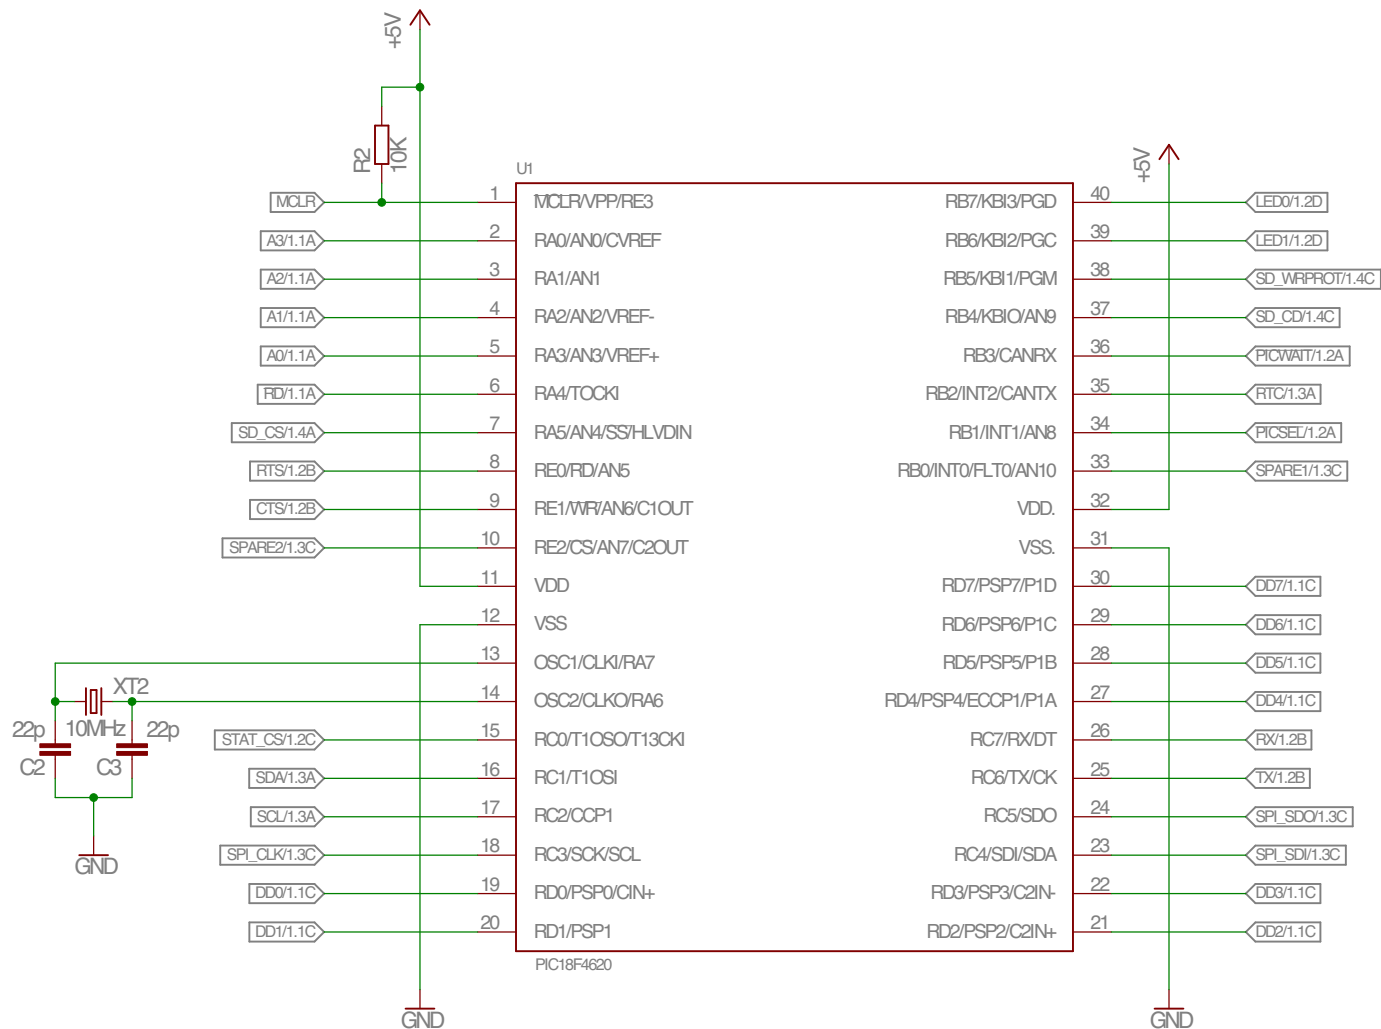 +5V
R2
10K
+5V
U1
MCLR 1 MCLR/VPP/RE3 RB7/KBI3/PGD 40 LED0/1.2D
A3/1.1A 2 RA0/AN0/CVREF RB6/KBI2/PGC 39 LED1/1.2D
A2/1.1A 3 RA1/AN1 RB5/KBI1/PGM 38 SD_WRPROT/1.4C
A1/1.1A 4 RA2/AN2/VREF- RB4/KBIO/AN9 37 SD_CD/1.4C
A0/1.1A 5 RA3/AN3/VREF+ RB3/CANRX 36 PICWAIT/1.2A
RD/1.1A 6 RA4/TOCKI RB2/INT2/CANTX 35 RTC/1.3A
SD_CS/1.4A 7 RA5/AN4/SS/HLVDIN RB1/INT1/AN8 34 PICSEL/1.2A
RTS/1.2B 8 RE0/RD/AN5 RB0/INT0/FLT0/AN10 33 SPARE1/1.3C
CTS/1.2B 9 RE1/WR/AN6/C1OUT VDD. 32
SPARE2/1.3C 10 RE2/CS/AN7/C2OUT VSS. 31
11 VDD RD7/PSP7/P1D 30 DD7/1.1C
12 VSS RD6/PSP6/P1C 29 DD6/1.1C
13 OSC1/CLKI/RA7 RD5/PSP5/P1B 28 DD5/1.1C
XT2 14 OSC2/CLKO/RA6 RD4/PSP4/ECCP1/P1A 27 DD4/1.1C
22p 10MHz 22p
STAT_CS/1.2C 15 RC0/T1OSO/T13CKI RC7/RX/DT 26 RX/1.2B
C2 C3
SDA/1.3A 16 RC1/T1OSI RC6/TX/CK 25 TX/1.2B
SCL/1.3A 17 RC2/CCP1 RC5/SDO 24 SPI_SDO/1.3C
SPI_CLK/1.3C 18 RC3/SCK/SCL RC4/SDI/SDA 23 SPI_SDI/1.3C
GND
DD0/1.1C 19 RD0/PSP0/CIN+ RD3/PSP3/C2IN- 22 DD3/1.1C
DD1/1.1C 20 RD1/PSP1 RD2/PSP2/C2IN+ 21 DD2/1.1C
PIC18F4620
GND
GND